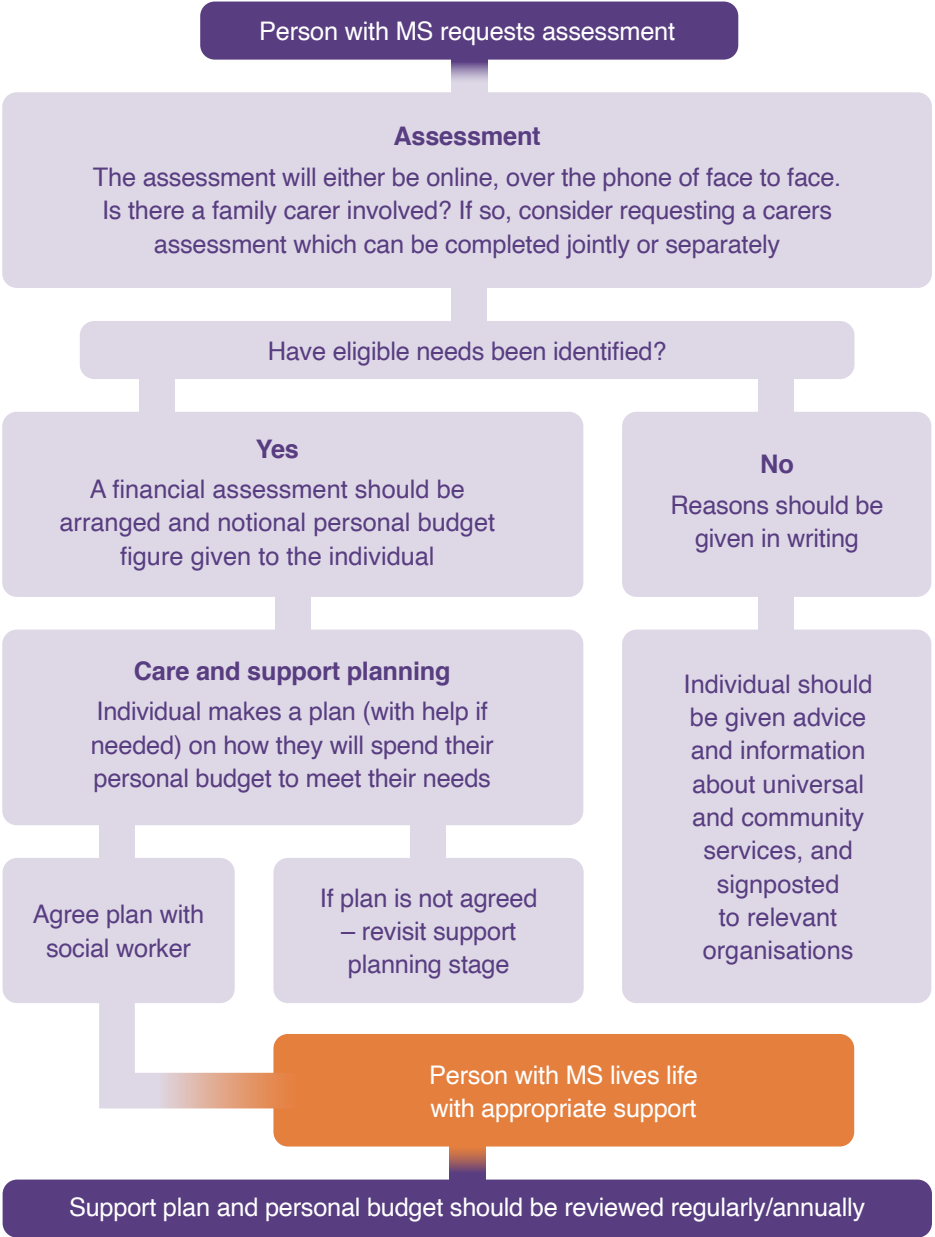 Person with MS requests assessment
Assessment
The assessment will either be online, over the phone of face to face.
Is there a family carer involved? If so, consider requesting a carers
assessment which can be completed jointly or separately
Have eligible needs been identified?
Yes
A financial assessment should be
arranged and notional personal budget
figure given to the individual
No
Reasons should be
given in writing
Care and support planning
Individual makes a plan (with help if
needed) on how they will spend their
personal budget to meet their needs
Individual should
be given advice
and information
about universal
and community
services, and
signposted
to relevant
organisations
Agree plan with
social worker
If plan is not agreed
– revisit support
planning stage
Person with MS lives life
with appropriate support
Support plan and personal budget should be reviewed regularly/annually